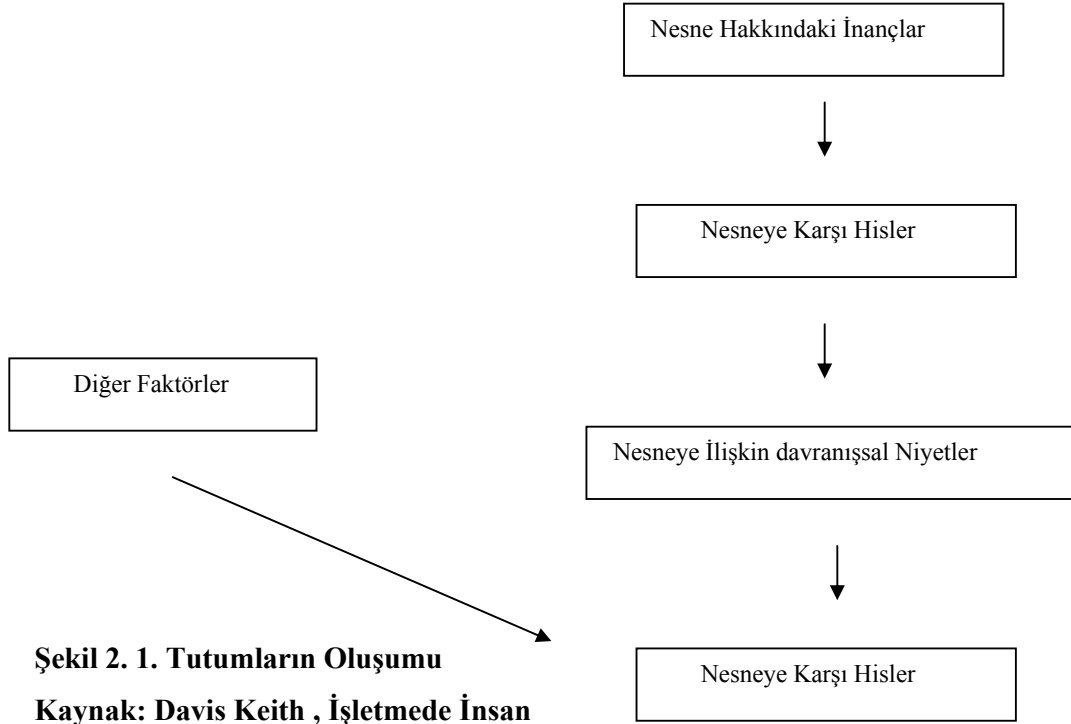 Nesne Hakkındaki İnançlar
Nesneye Karşı Hisler
Diğer Faktörler
Nesneye İlişkin davranışsal Niyetler
Nesneye Karşı Hisler
Şekil 2. 1. Tutumların Oluşumu
Kaynak: Davis Keith , İşletmede İnsan